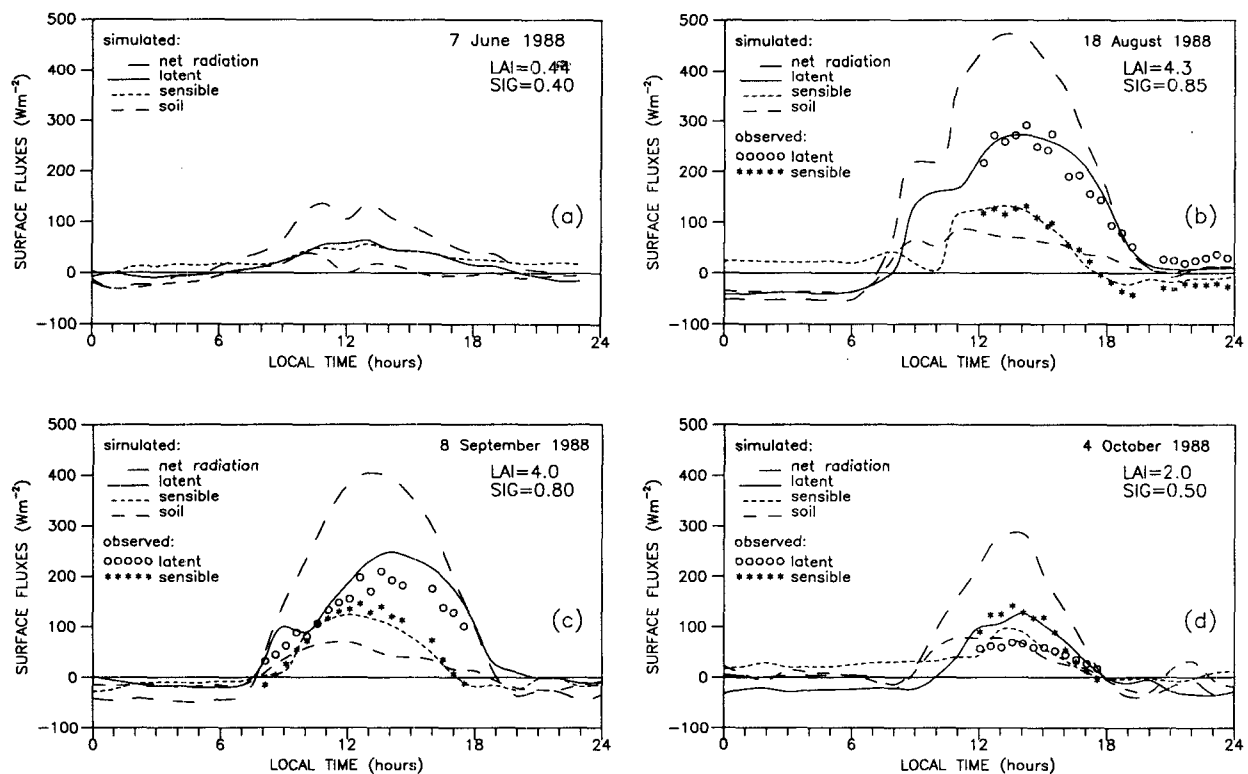 500
400
300
200
100
0
−100
SURFACE FLUXES (Wm⁻²)
simulated:
net radiation
latent
sensible
soil
7 June 1988
LAI=0.44
SIG=0.40
(a)
0 6 12 18 24
LOCAL TIME (hours)
500
400
300
200
100
0
−100
SURFACE FLUXES (Wm⁻²)
simulated:
net radiation
latent
sensible
soil
observed:
latent
sensible
18 August 1988
LAI=4.3
SIG=0.85
(b)
0 6 12 18 24
LOCAL TIME (hours)
500
400
300
200
100
0
−100
SURFACE FLUXES (Wm⁻²)
simulated:
net radiation
latent
sensible
soil
observed:
latent
sensible
8 September 1988
LAI=4.0
SIG=0.80
(c)
0 6 12 18 24
LOCAL TIME (hours)
500
400
300
200
100
0
−100
SURFACE FLUXES (Wm⁻²)
simulated:
net radiation
latent
sensible
soil
observed:
latent
sensible
4 October 1988
LAI=2.0
SIG=0.50
(d)
0 6 12 18 24
LOCAL TIME (hours)